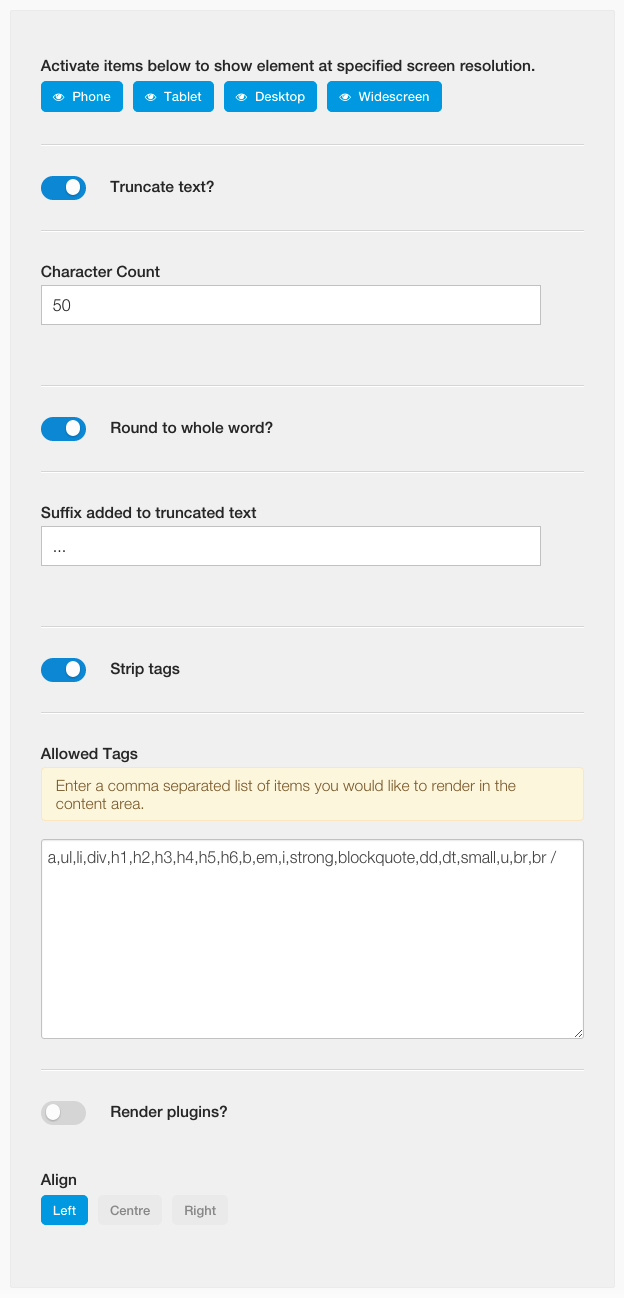 Activate items below to show element at specified screen resolution.
Phone Tablet Desktop Widescreen
Truncate text?
Character Count
50
Round to whole word?
Suffix added to truncated text
...
Strip tags
Allowed Tags
Enter a comma separated list of items you would like to render in the
content area.
a,ul,li,div,h1,h2,h3,h4,h5,h6,b,em,i,strong,blockquote,dd,dt,small,u,br,br /
Render plugins?
Align
Left Centre Right